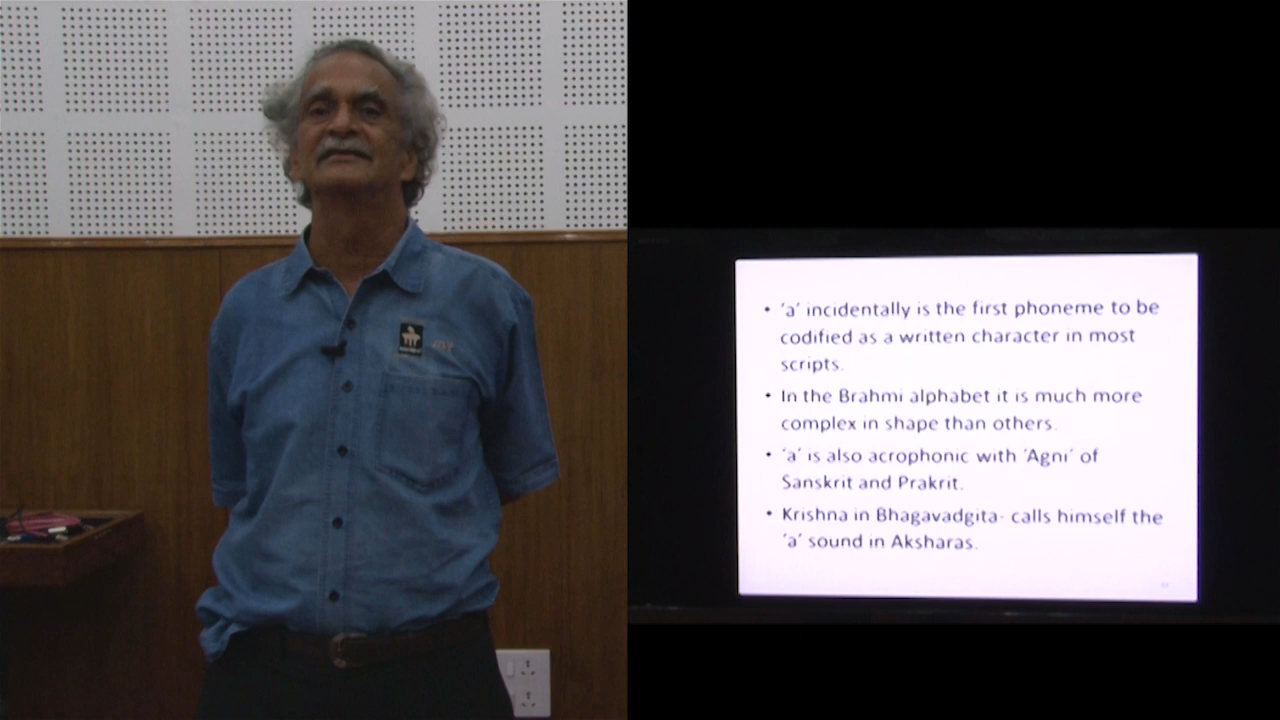 • 'a' incidentally is the first phoneme to be
codified as a written character in most
scripts.
• In the Brahmi alphabet it is much more
complex in shape than others.
• 'a' is also acrophonic with 'Agni' of
Sanskrit and Prakrit.
• Krishna in Bhagavadgita- calls himself the
'a' sound in Aksharas.